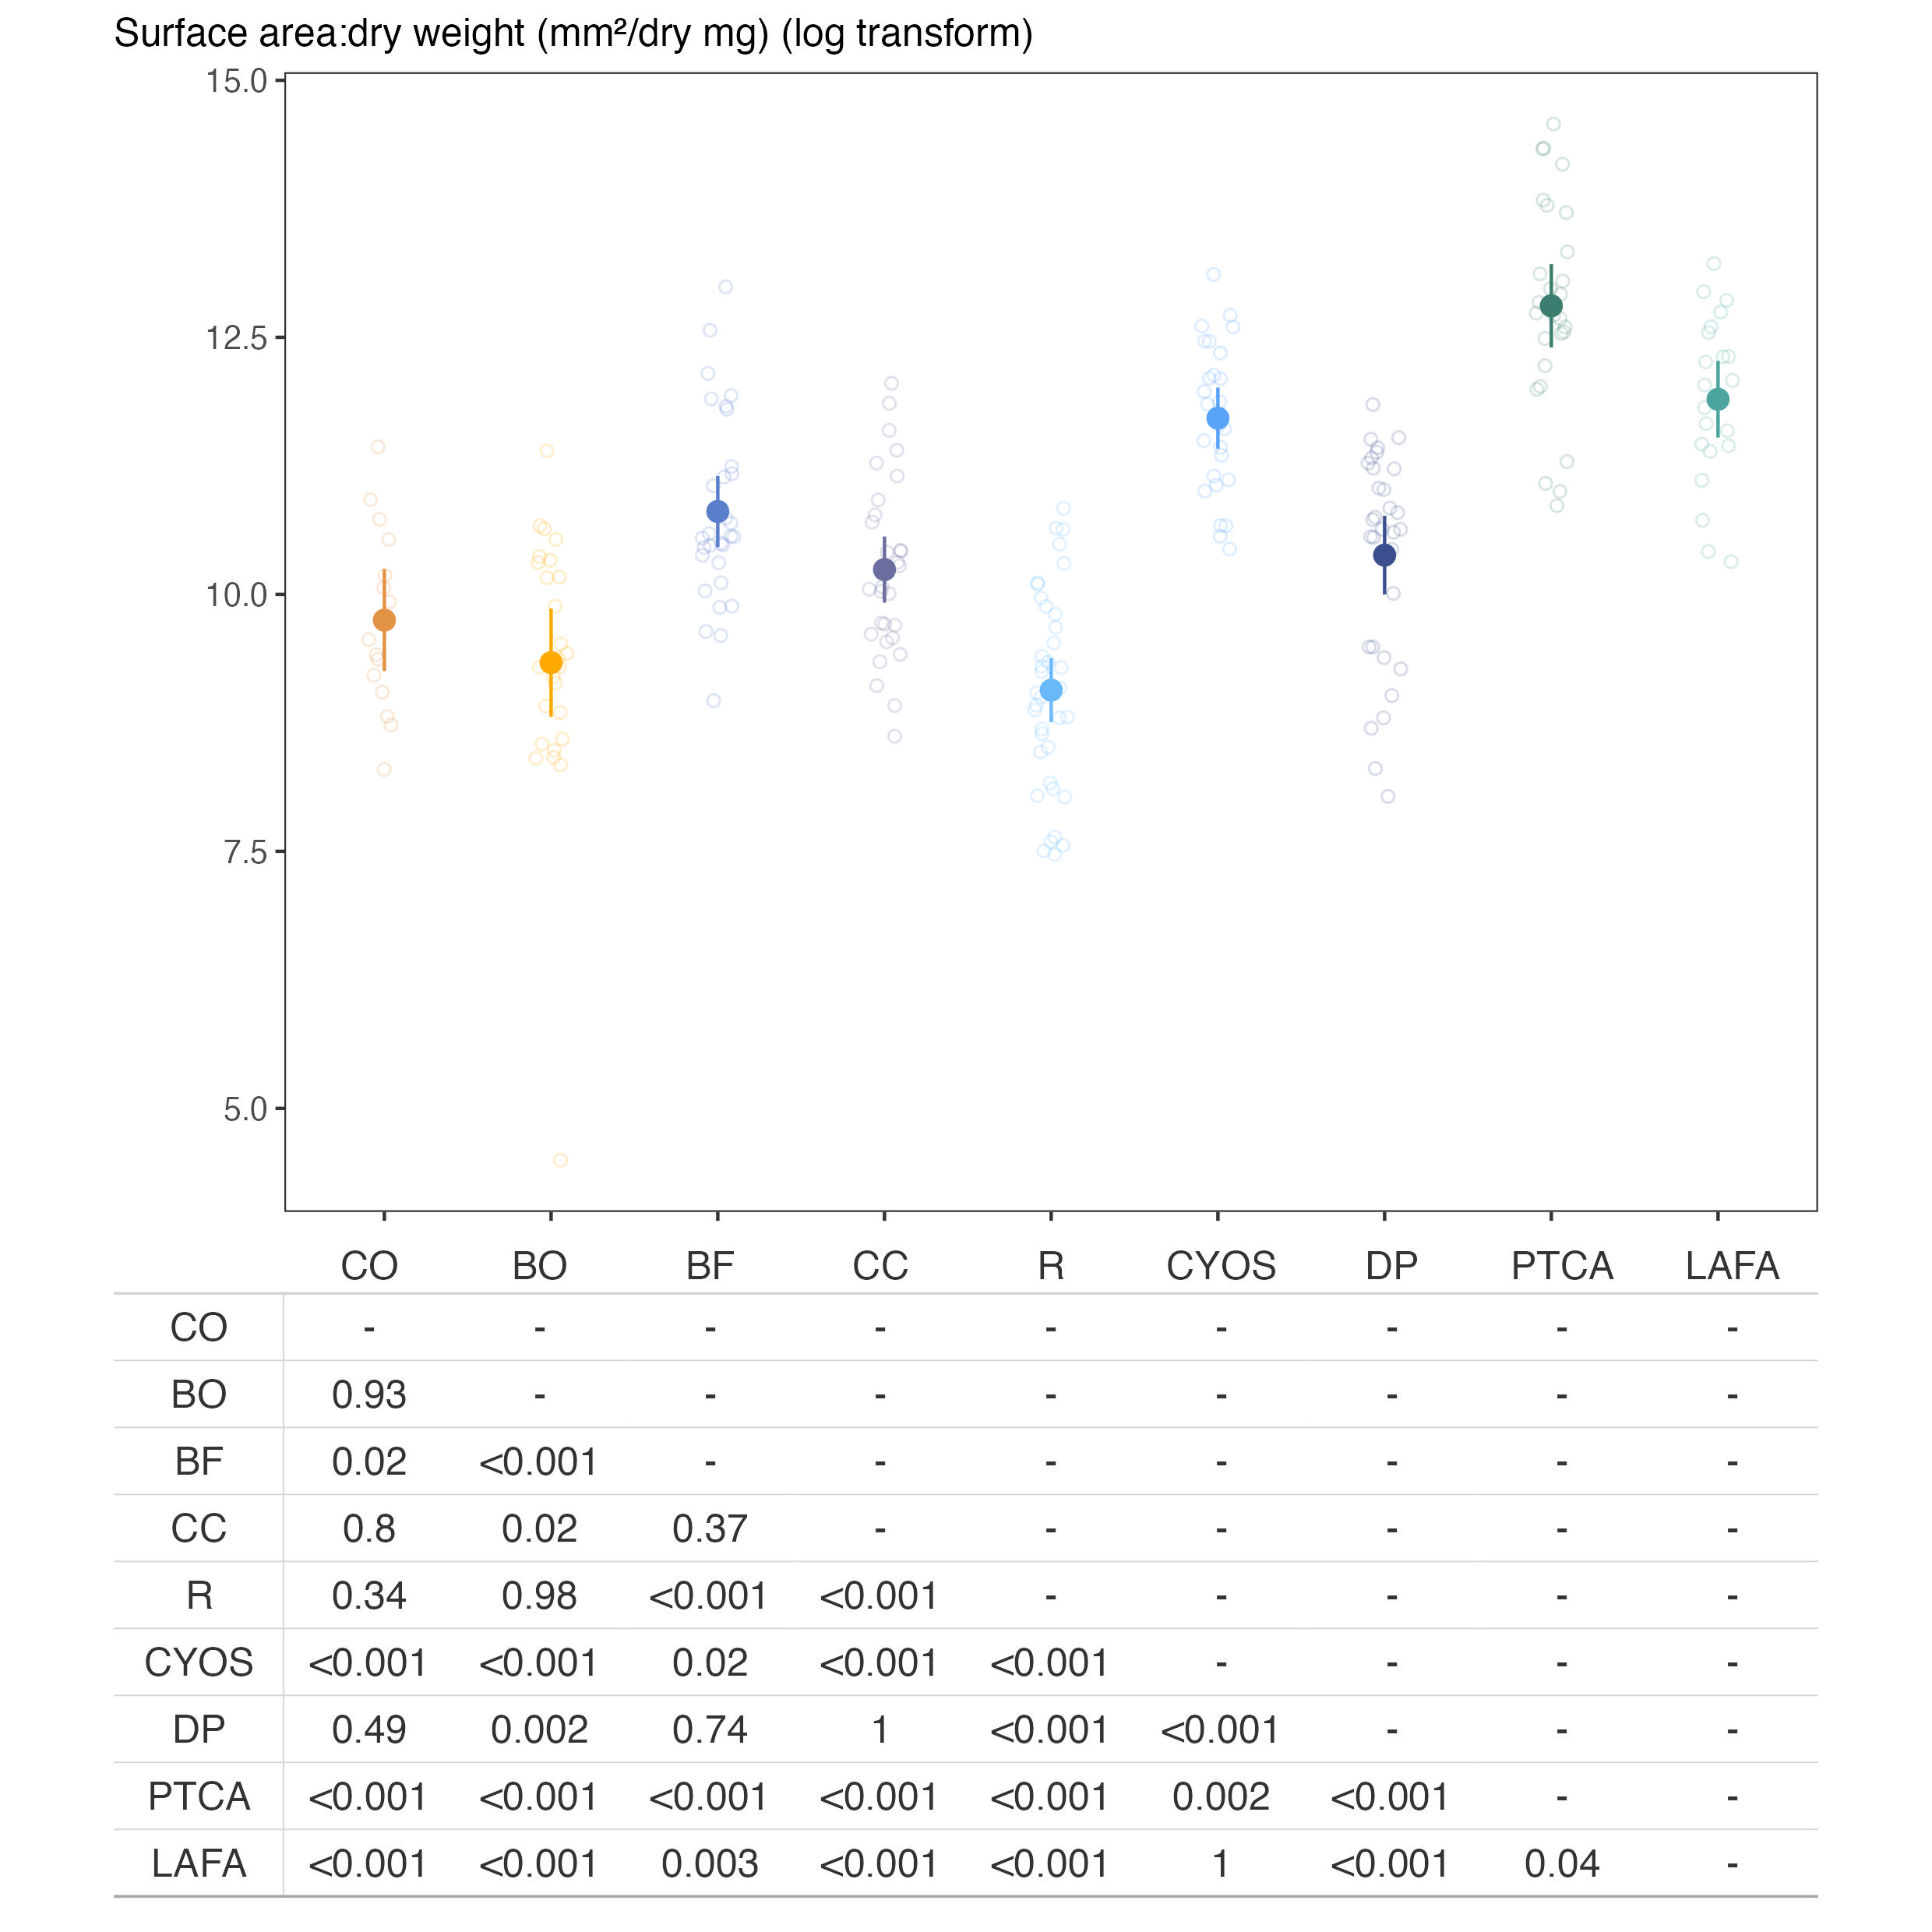 Surface area:dry weight (mm²/dry mg) (log transform)
15.0
12.5
10.0
7.5
5.0
CO BO BF CC R CYOS DP PTCA LAFA
CO - - - - - - - - -
BO 0.93 - - - - - - - -
BF 0.02 <0.001 - - - - - - -
CC 0.8 0.02 0.37 - - - - - -
R 0.34 0.98 <0.001 <0.001 - - - - -
CYOS <0.001 <0.001 0.02 <0.001 <0.001 - - - -
DP 0.49 0.002 0.74 1 <0.001 <0.001 - - -
PTCA <0.001 <0.001 <0.001 <0.001 <0.001 0.002 <0.001 - -
LAFA <0.001 <0.001 0.003 <0.001 <0.001 1 <0.001 0.04 -